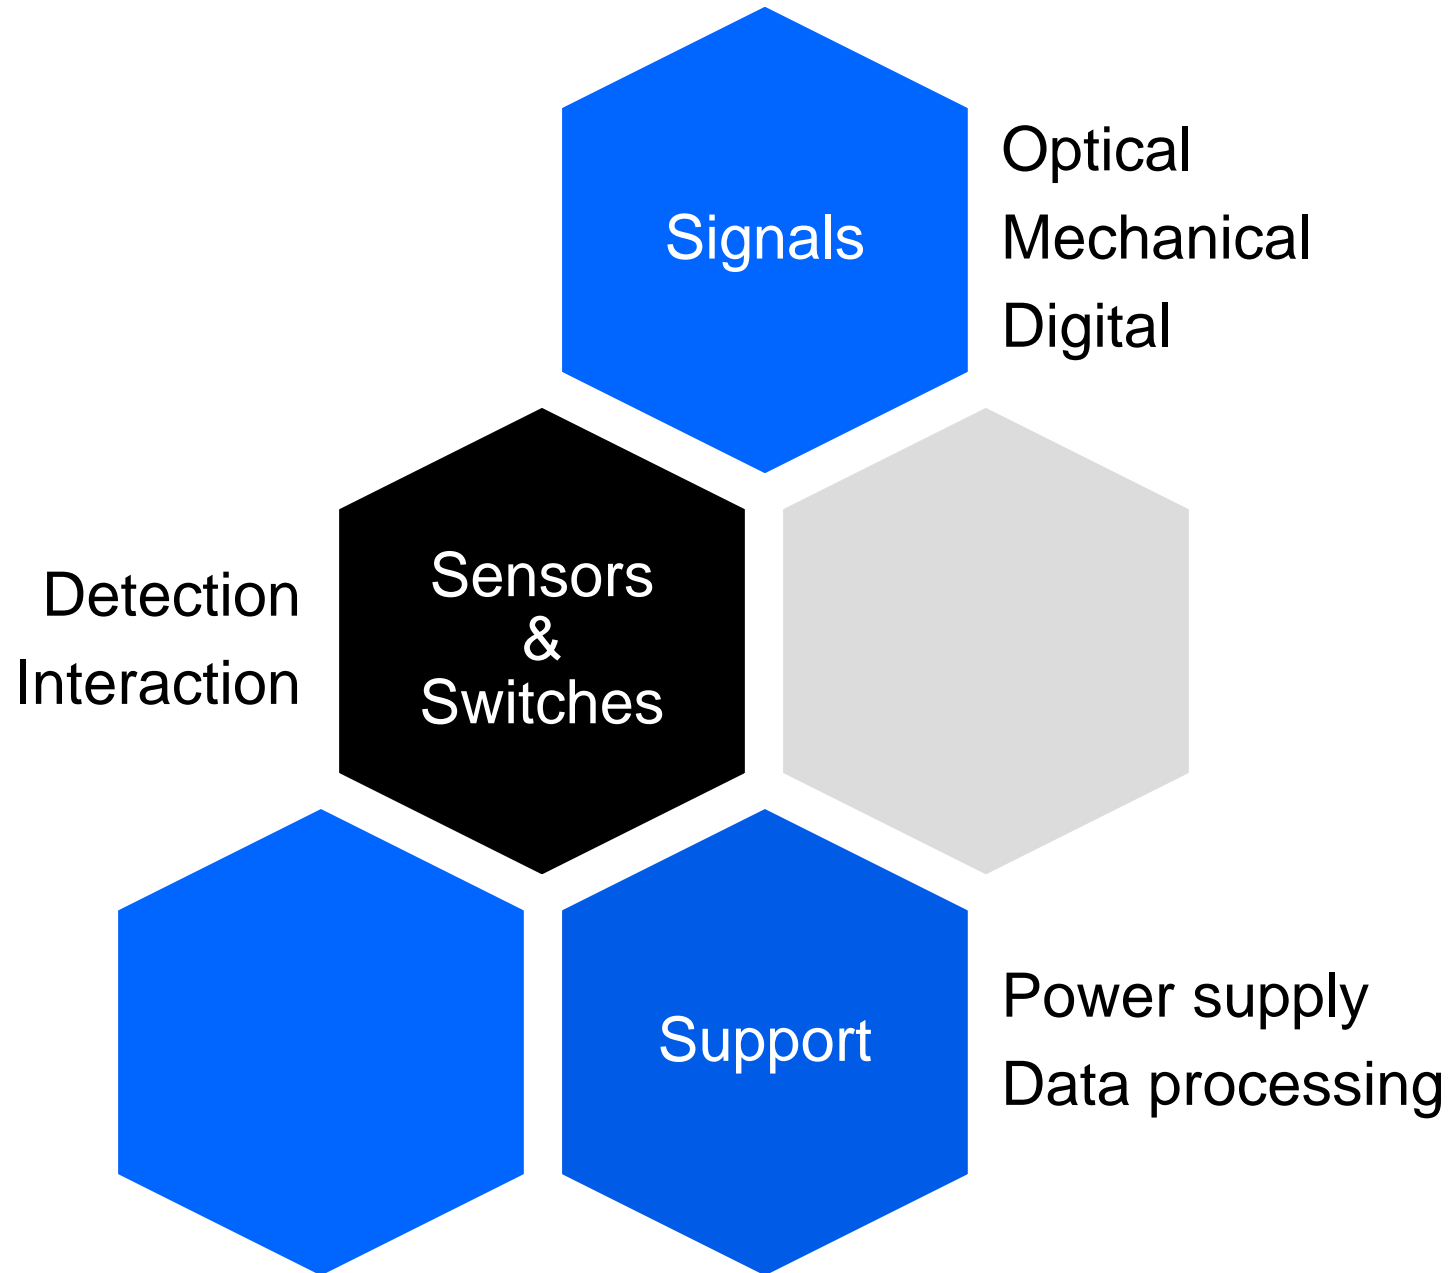 Signals
Optical
Mechanical
Digital
Sensors
&
Switches
Detection
Interaction
Support
Power supply
Data processing